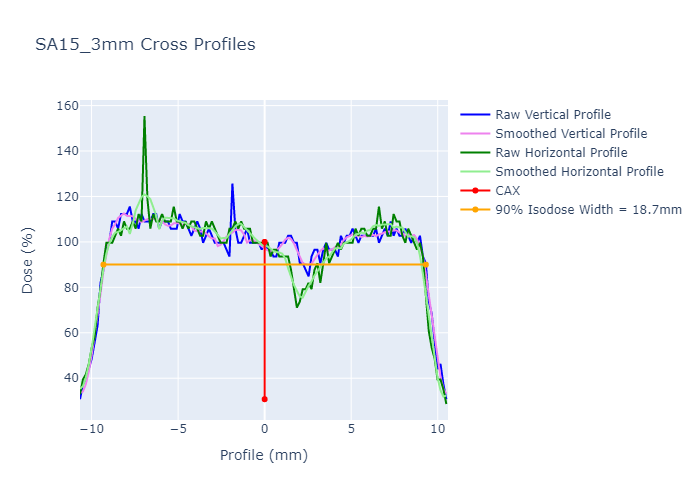 SA15_3mm Cross Profiles
160
140
120
100
80
60
40
Dose (%)
−10
−5
0
5
10
Profile (mm)
Raw Vertical Profile
Smoothed Vertical Profile
Raw Horizontal Profile
Smoothed Horizontal Profile
CAX
90% Isodose Width = 18.7mm